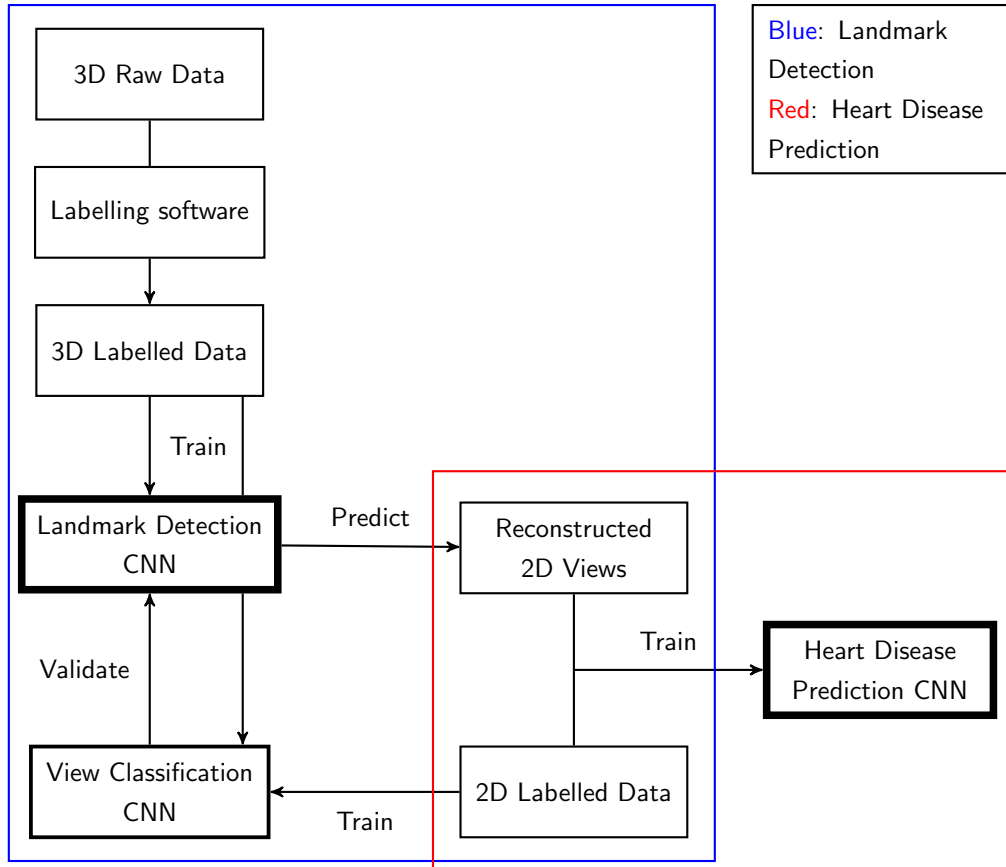 3D Raw Data
Labelling software
3D Labelled Data
Train
Landmark Detection
CNN
Predict
Reconstructed
2D Views
Validate
Train
Heart Disease
Prediction CNN
View Classification
CNN
Train
2D Labelled Data
Blue: Landmark
Detection
Red: Heart Disease
Prediction